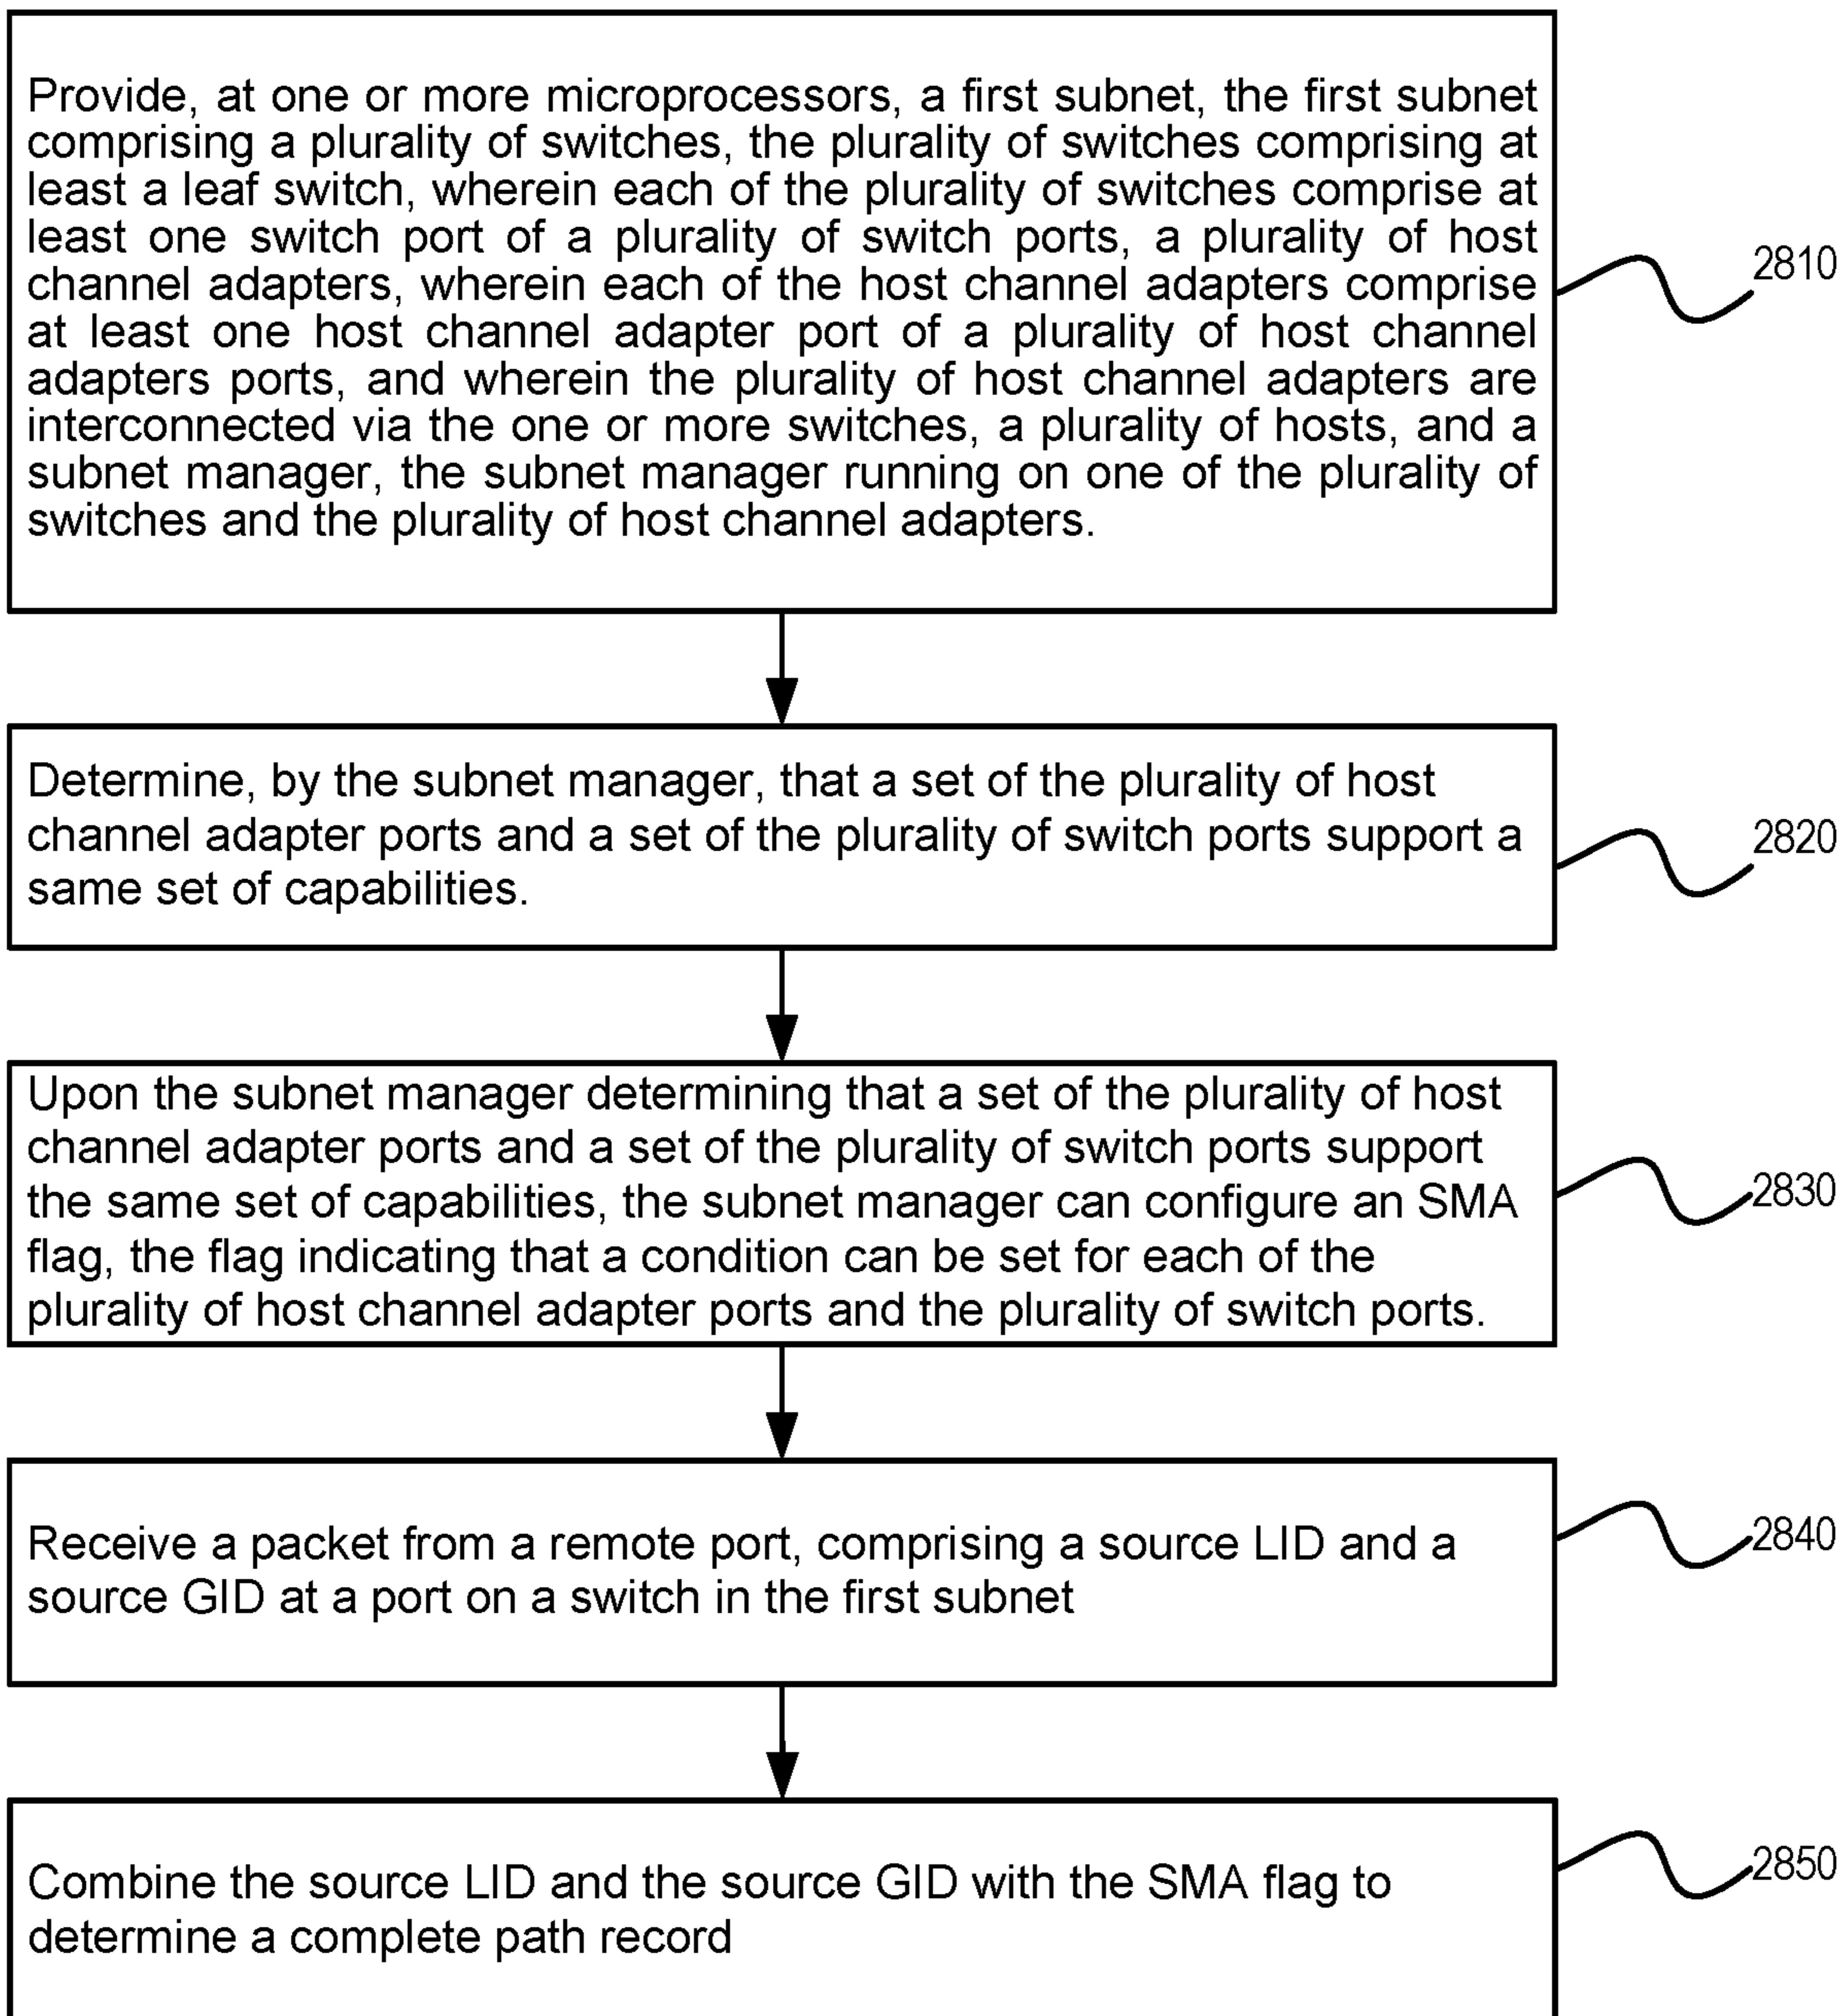 Provide, at one or more microprocessors, a first subnet, the first subnet
comprising a plurality of switches, the plurality of switches comprising at
least a leaf switch, wherein each of the plurality of switches comprise at
least one switch port of a plurality of switch ports, a plurality of host
channel adapters, wherein each of the host channel adapters comprise
at least one host channel adapter port of a plurality of host channel
adapters ports, and wherein the plurality of host channel adapters are
interconnected via the one or more switches, a plurality of hosts, and a
subnet manager, the subnet manager running on one of the plurality of
switches and the plurality of host channel adapters.
2810
Determine, by the subnet manager, that a set of the plurality of host
channel adapter ports and a set of the plurality of switch ports support a
same set of capabilities.
2820
Upon the subnet manager determining that a set of the plurality of host
channel adapter ports and a set of the plurality of switch ports support
the same set of capabilities, the subnet manager can configure an SMA
flag, the flag indicating that a condition can be set for each of the
plurality of host channel adapter ports and the plurality of switch ports.
2830
Receive a packet from a remote port, comprising a source LID and a
source GID at a port on a switch in the first subnet
2840
Combine the source LID and the source GID with the SMA flag to
determine a complete path record
2850